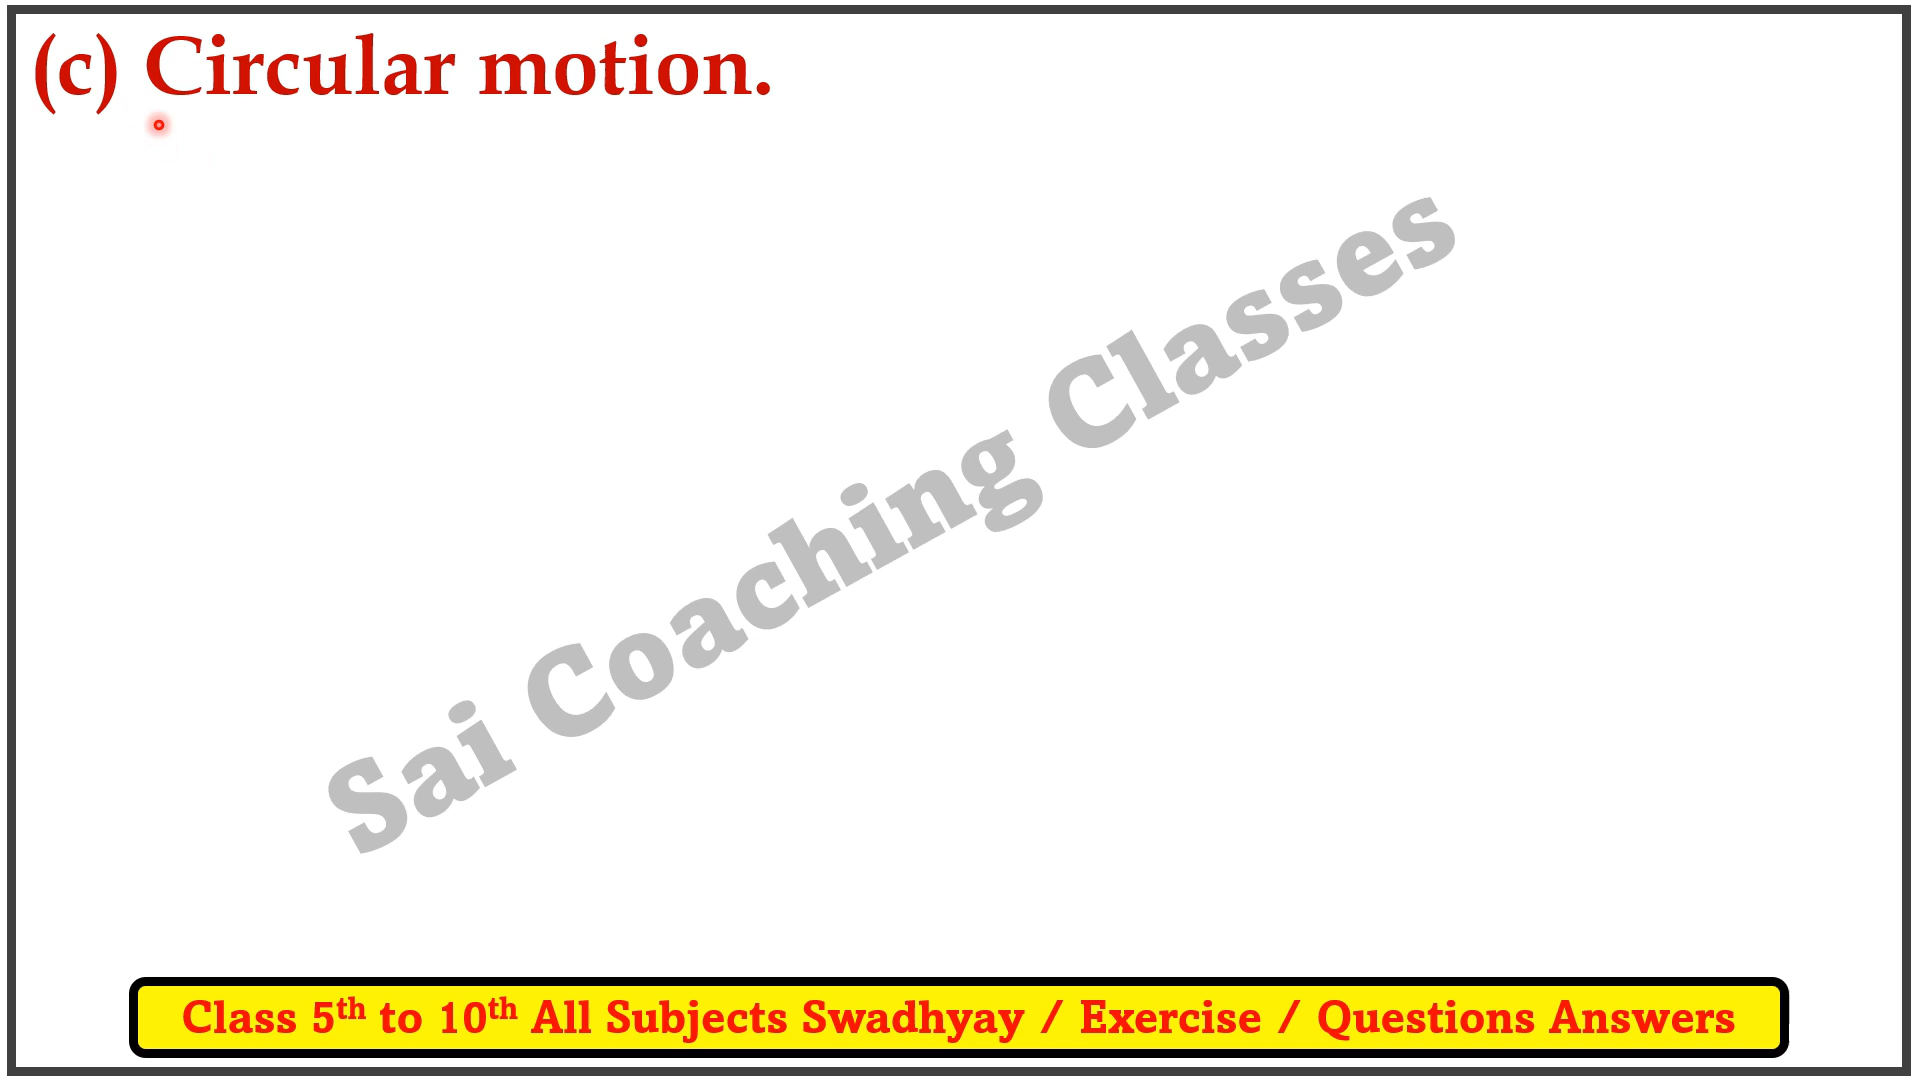 (c) Circular motion.
Sai Coaching Classes
Class 5th to 10th All Subjects Swadhyay / Exercise / Questions Answers